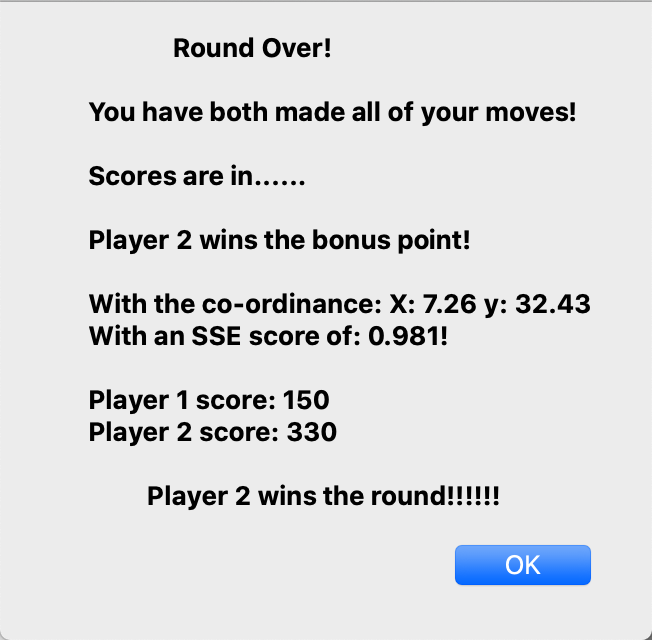 Round Over!
You have both made all of your moves!
Scores are in......
Player 2 wins the bonus point!
With the co-ordinance: X: 7.26 y: 32.43
With an SSE score of: 0.981!
Player 1 score: 150
Player 2 score: 330
Player 2 wins the round!!!!!!
OK